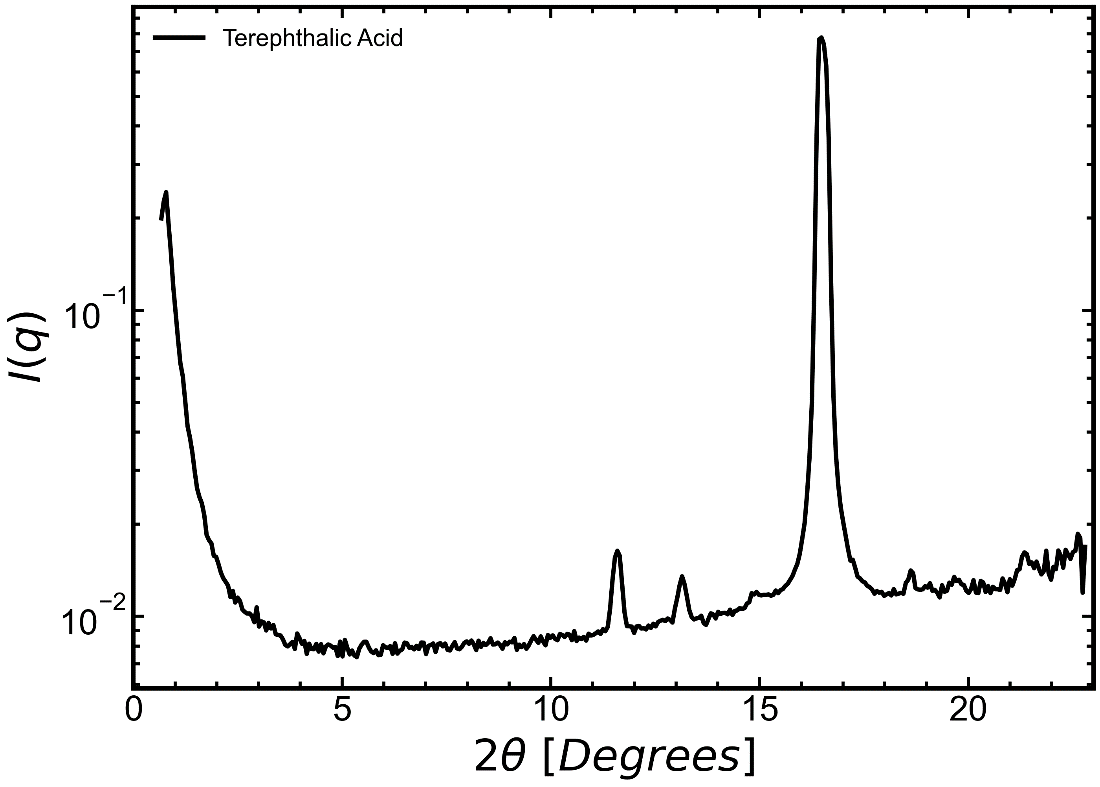 Terephthalic Acid
I(q)
10⁻¹
10⁻²
0 5 10 15 20
2θ [Degrees]